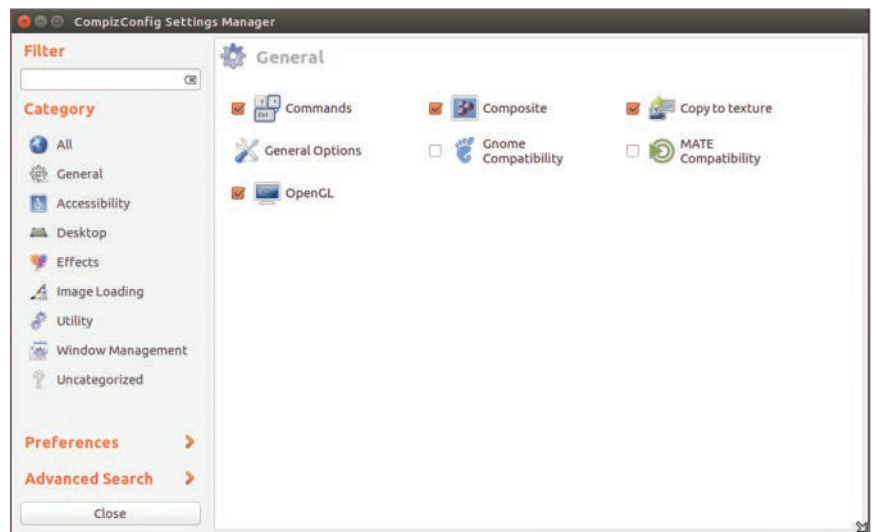 CompizConfig Settings Manager
Filter
Category
All
General
Accessibility
Desktop
Effects
Image Loading
Utility
Window Management
Uncategorized
Preferences
Advanced Search
Close
General
Commands
Composite
Copy to texture
General Options
Gnome
Compatibility
MATE
Compatibility
OpenGL